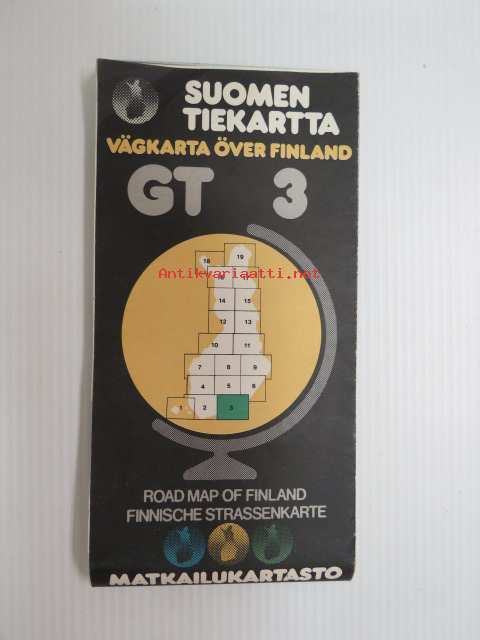 SUOMEN
TIEKARTTA
VÄGKARTA ÖVER FINLAND
GT 3
19
18
Antikvariaatti.net
14 15
12 13
10 11
7 8 9
4 5 6
1 2 3
ROAD MAP OF FINLAND
FINNISCHE STRASSENKARTE
MATKAILUKARTASTO